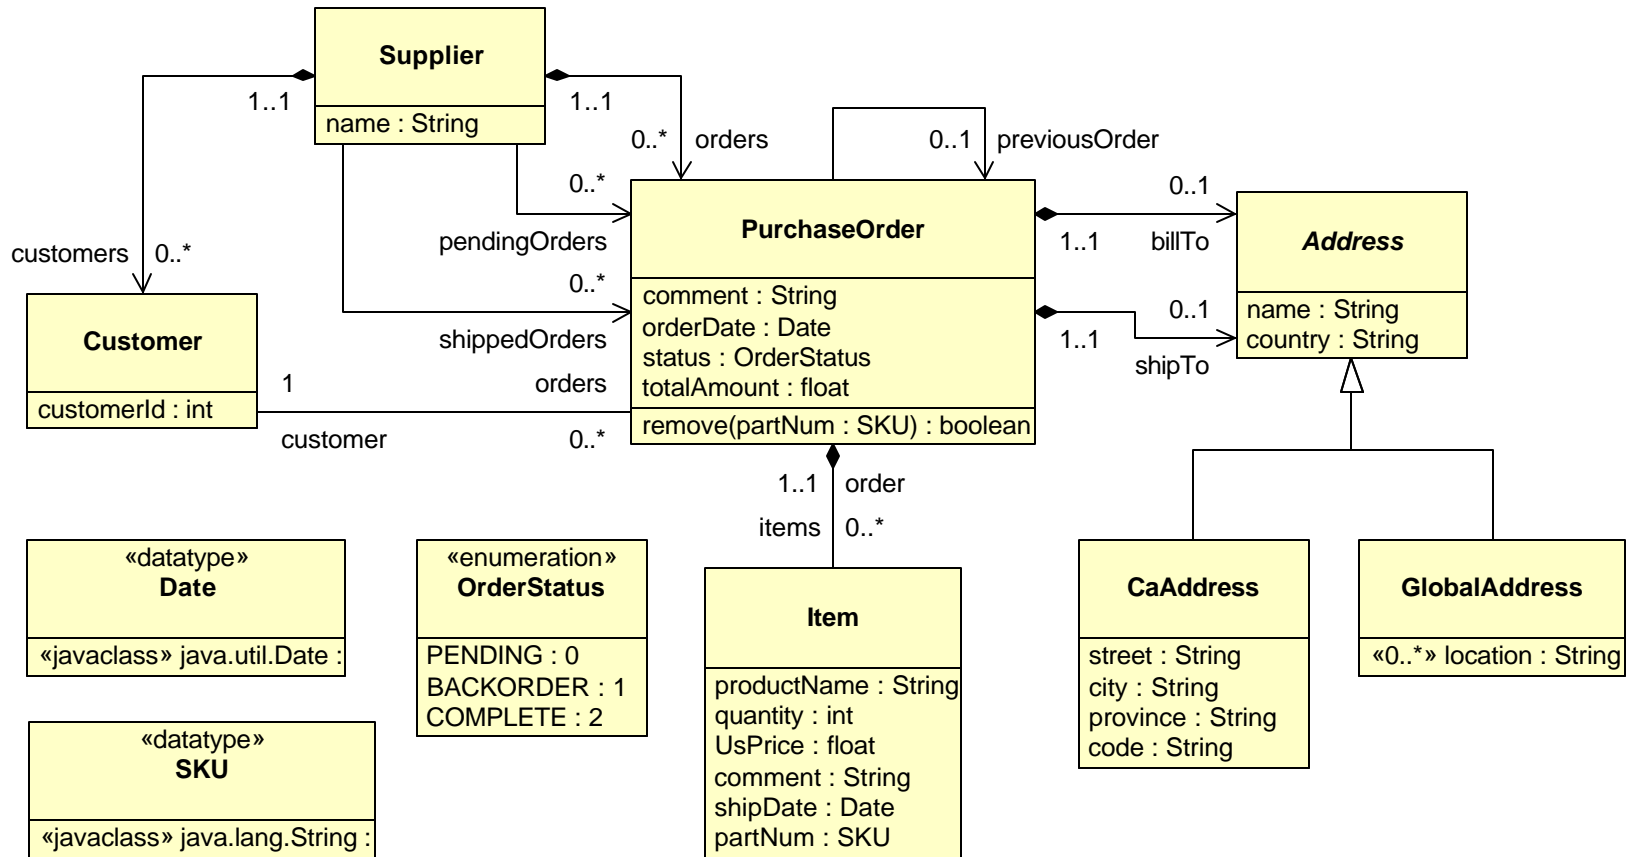 Supplier
name : String
1..1
1..1
0..*
orders
0..1
previousOrder
0..*
pendingOrders
0..*
shippedOrders
customers
0..*
PurchaseOrder
comment : String
orderDate : Date
status : OrderStatus
totalAmount : float
remove(partNum : SKU) : boolean
0..1
1..1
billTo
0..1
1..1
shipTo
Address
name : String
country : String
Customer
customerId : int
1
orders
customer
0..*
1..1
order
items
0..*
«datatype»
Date
«javaclass» java.util.Date :
«enumeration»
OrderStatus
PENDING : 0
BACKORDER : 1
COMPLETE : 2
Item
productName : String
quantity : int
UsPrice : float
comment : String
shipDate : Date
partNum : SKU
CaAddress
street : String
city : String
province : String
code : String
GlobalAddress
«0..*» location : String
«datatype»
SKU
«javaclass» java.lang.String :